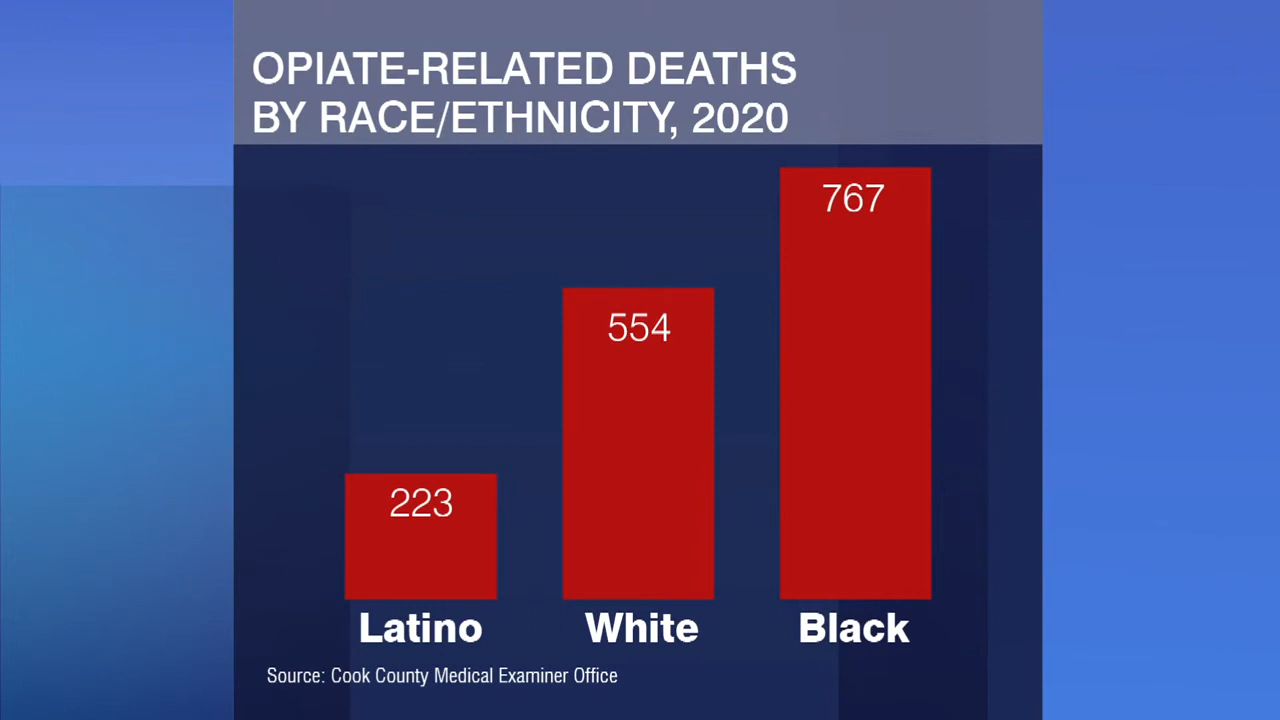 OPIATE-RELATED DEATHS
BY RACE/ETHNICITY, 2020
767
554
223
Latino White Black
Source: Cook County Medical Examiner Office